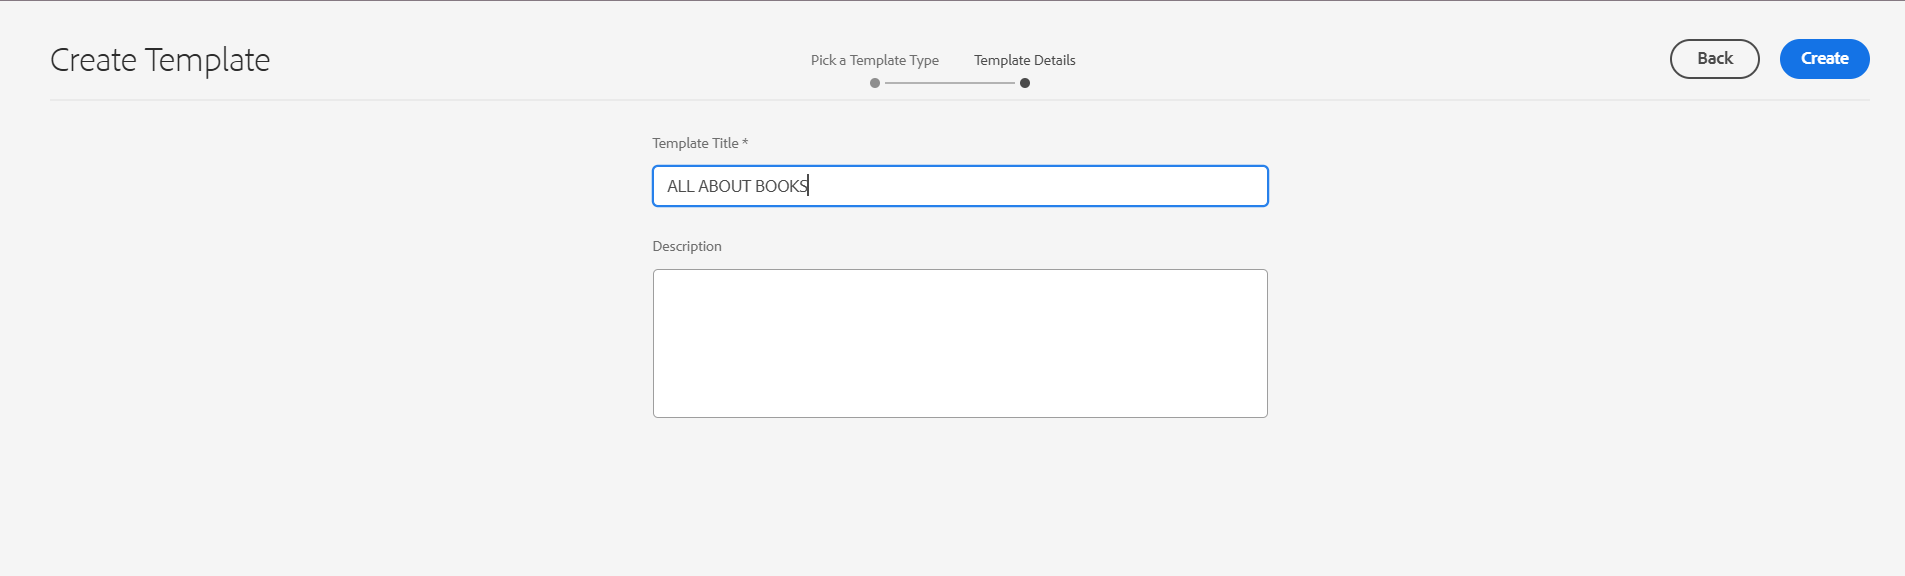 Create Template
Pick a Template Type
Template Details
Back
Create
Template Title *
ALL ABOUT BOOKS
Description